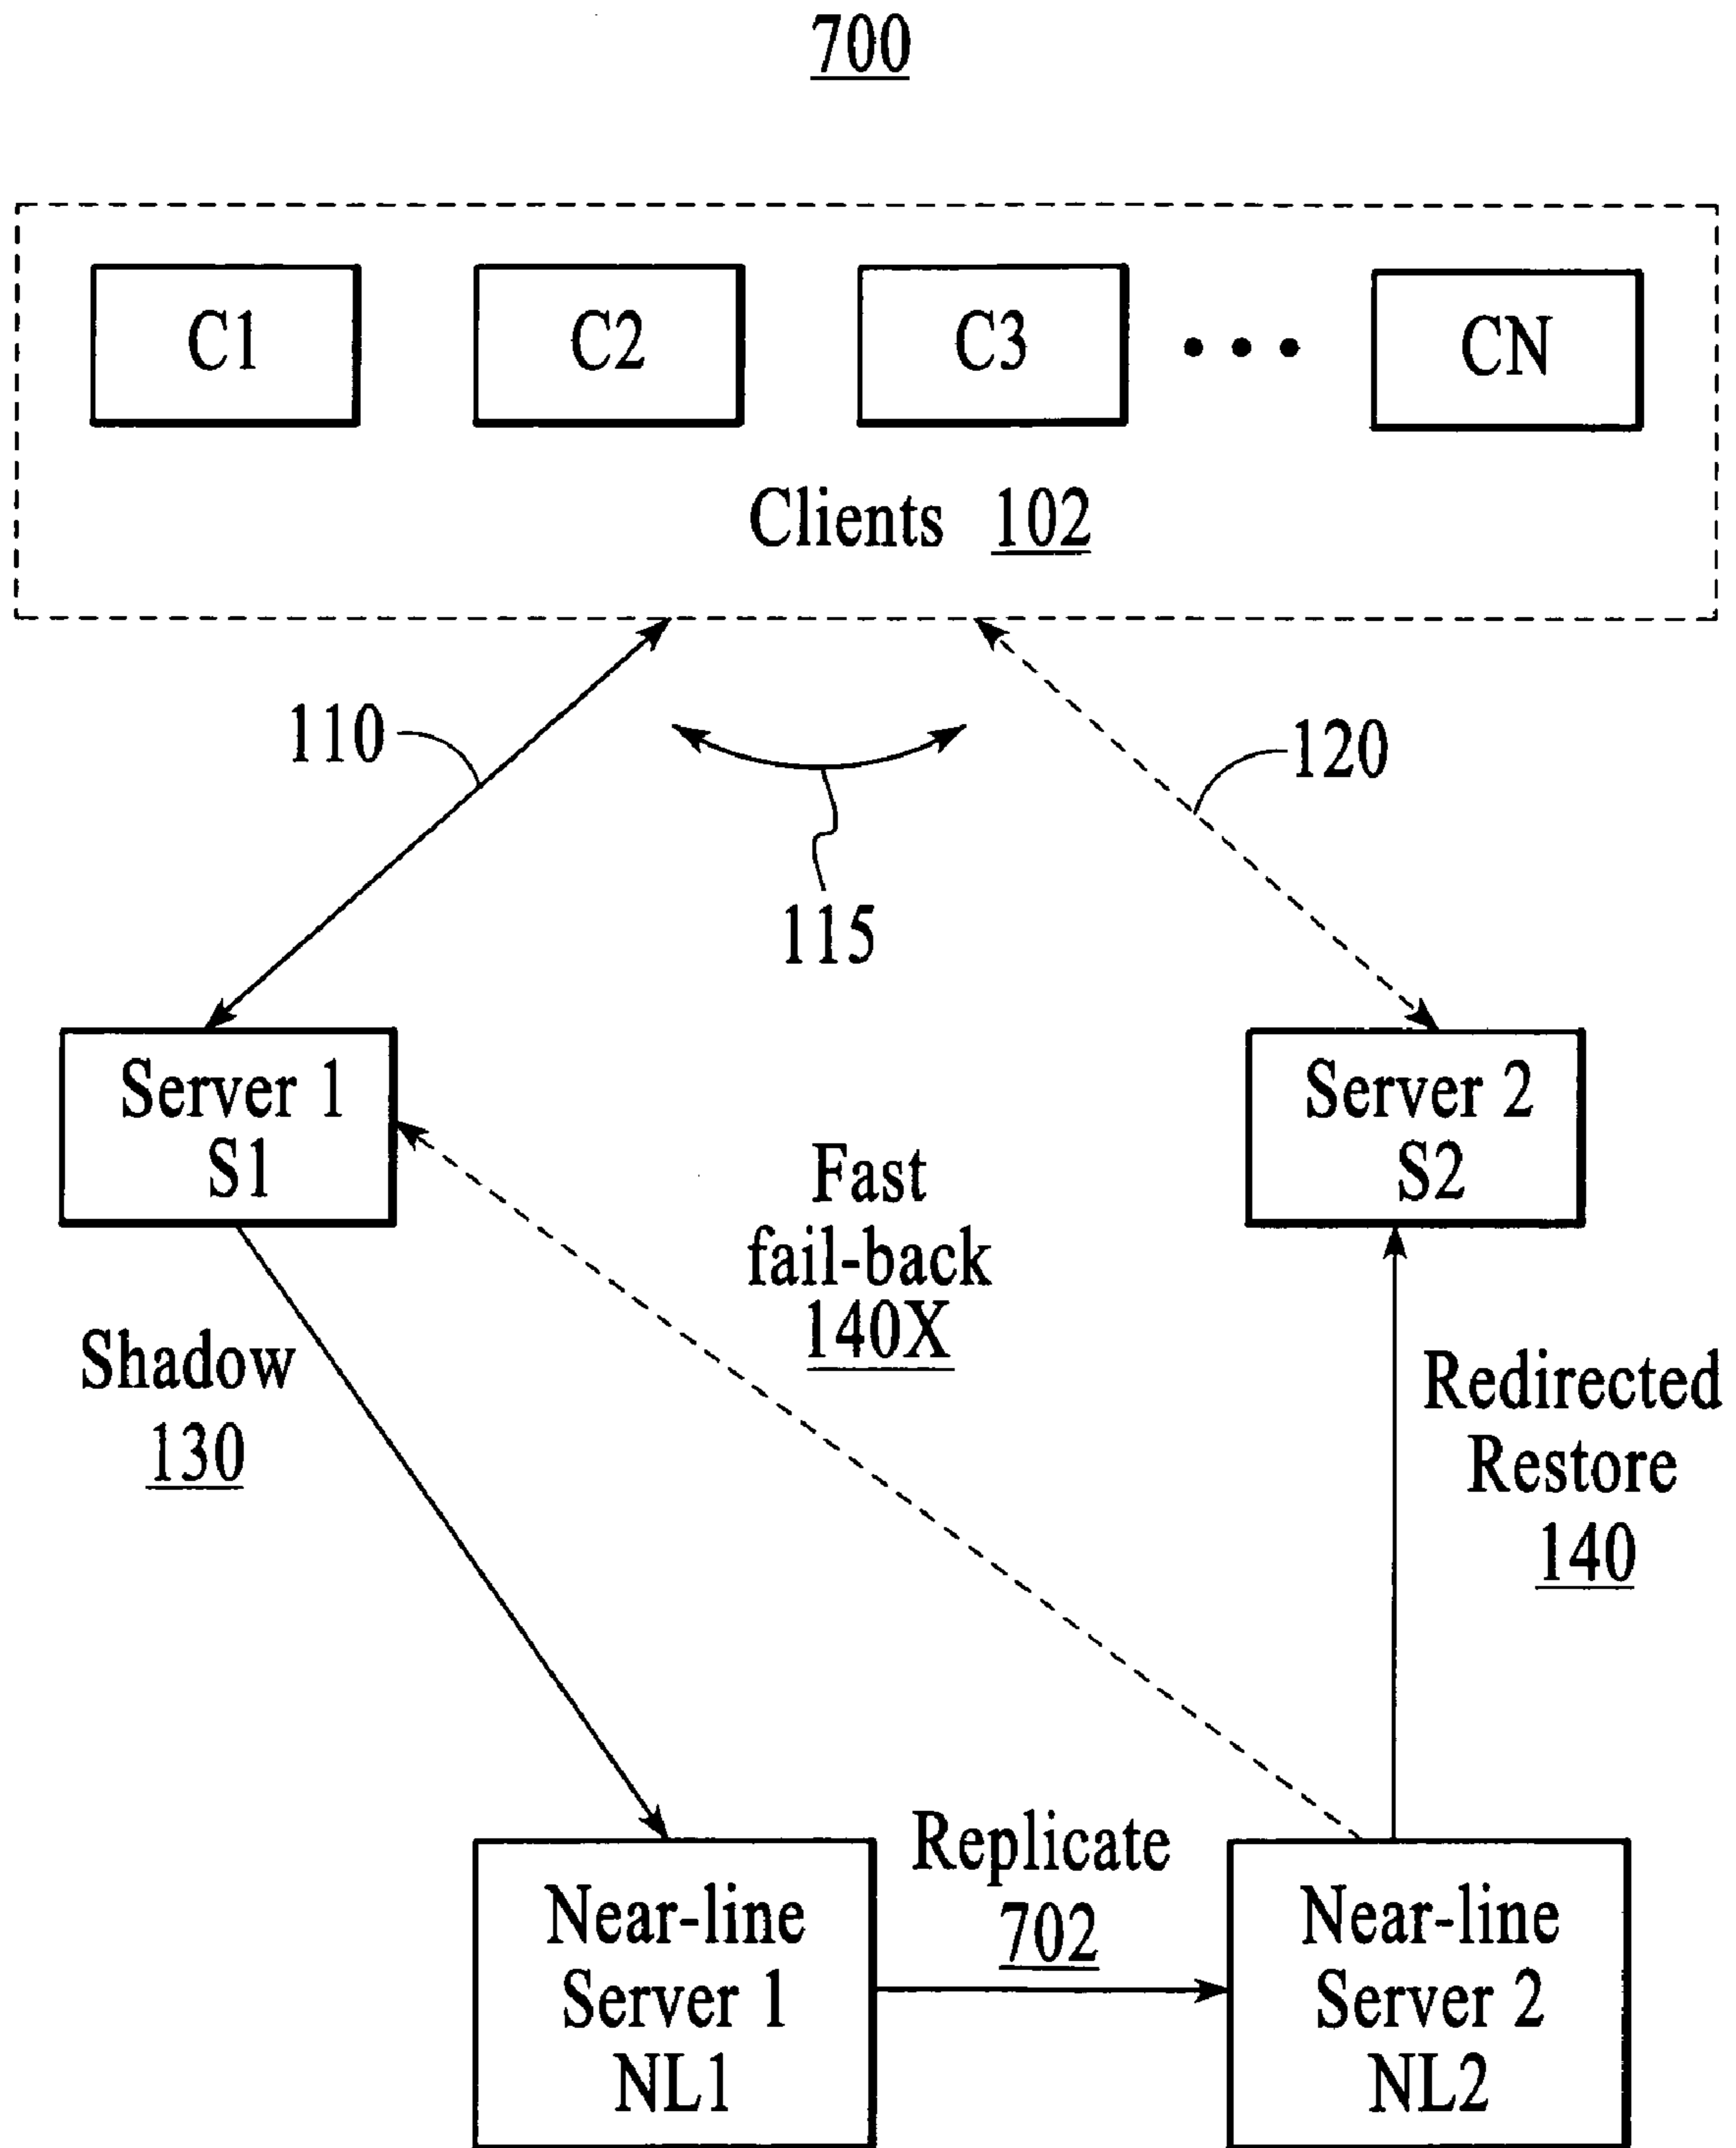 700
C1
C2
C3
• • •
CN
Clients 102
110
120
115
Server 1
S1
Server 2
S2
Fast
fail-back
140X
Shadow
130
Redirected
Restore
140
Replicate
702
Near-line
Server 1
NL1
Near-line
Server 2
NL2